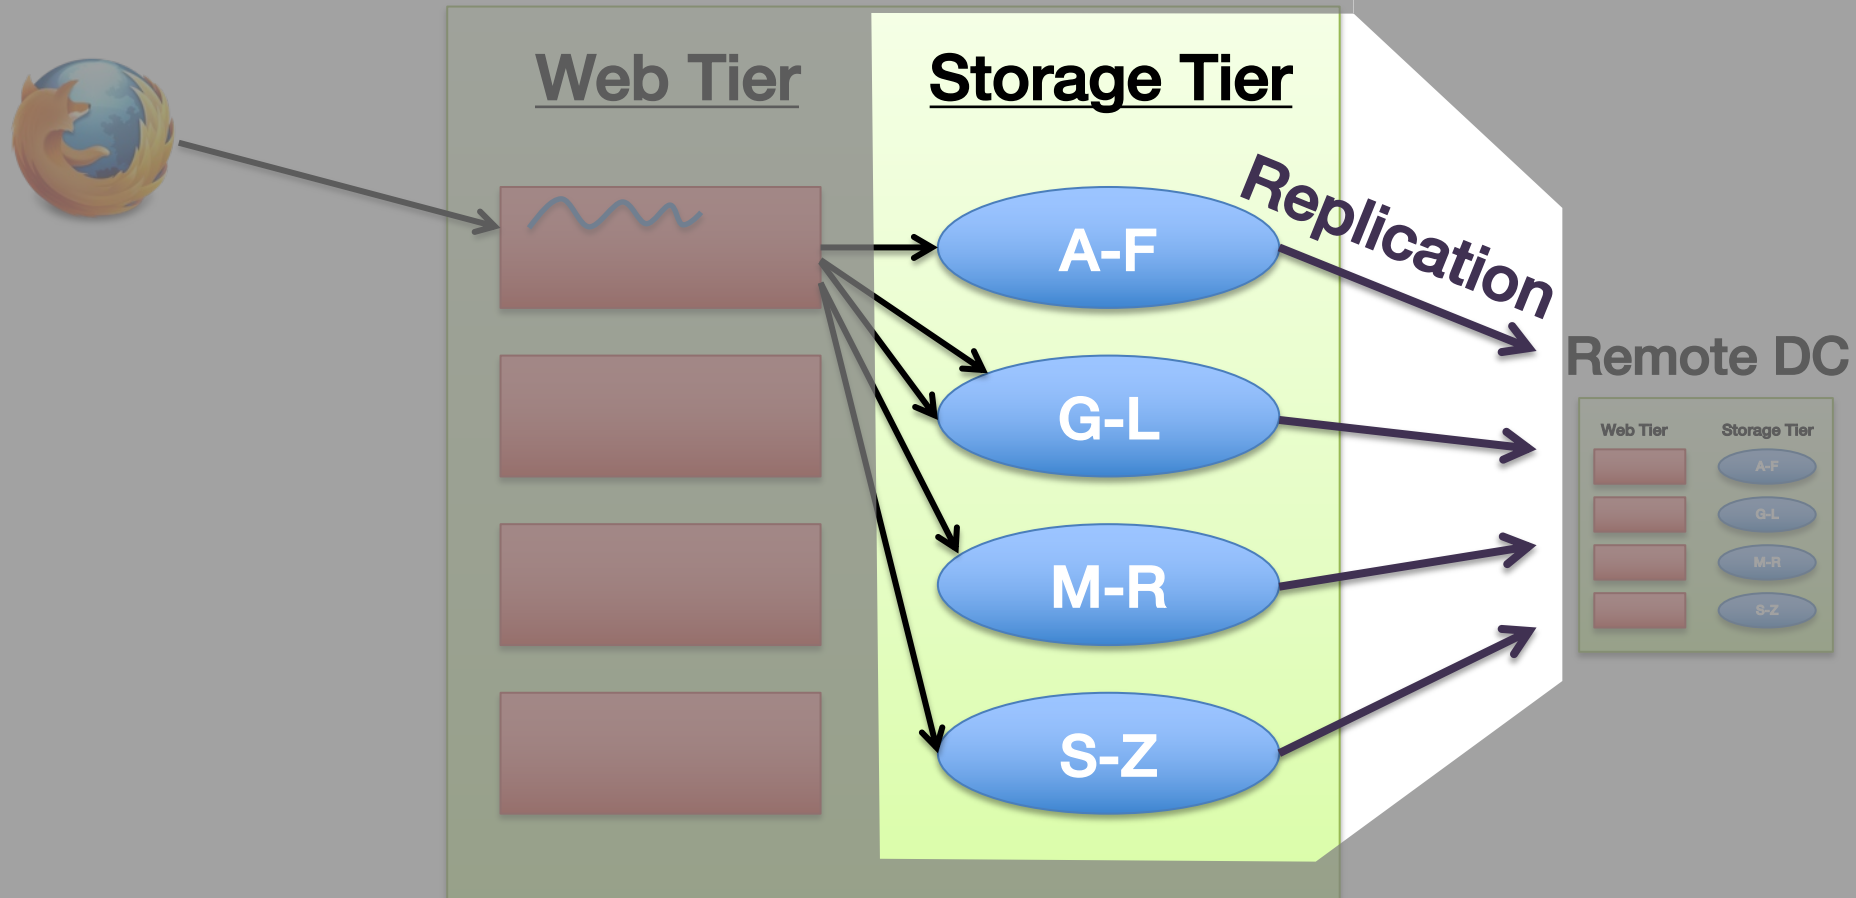 Web Tier
Storage Tier
Replication
A-F
G-L
M-R
S-Z
Remote DC
Web Tier
Storage Tier
A-F
G-L
M-R
S-Z